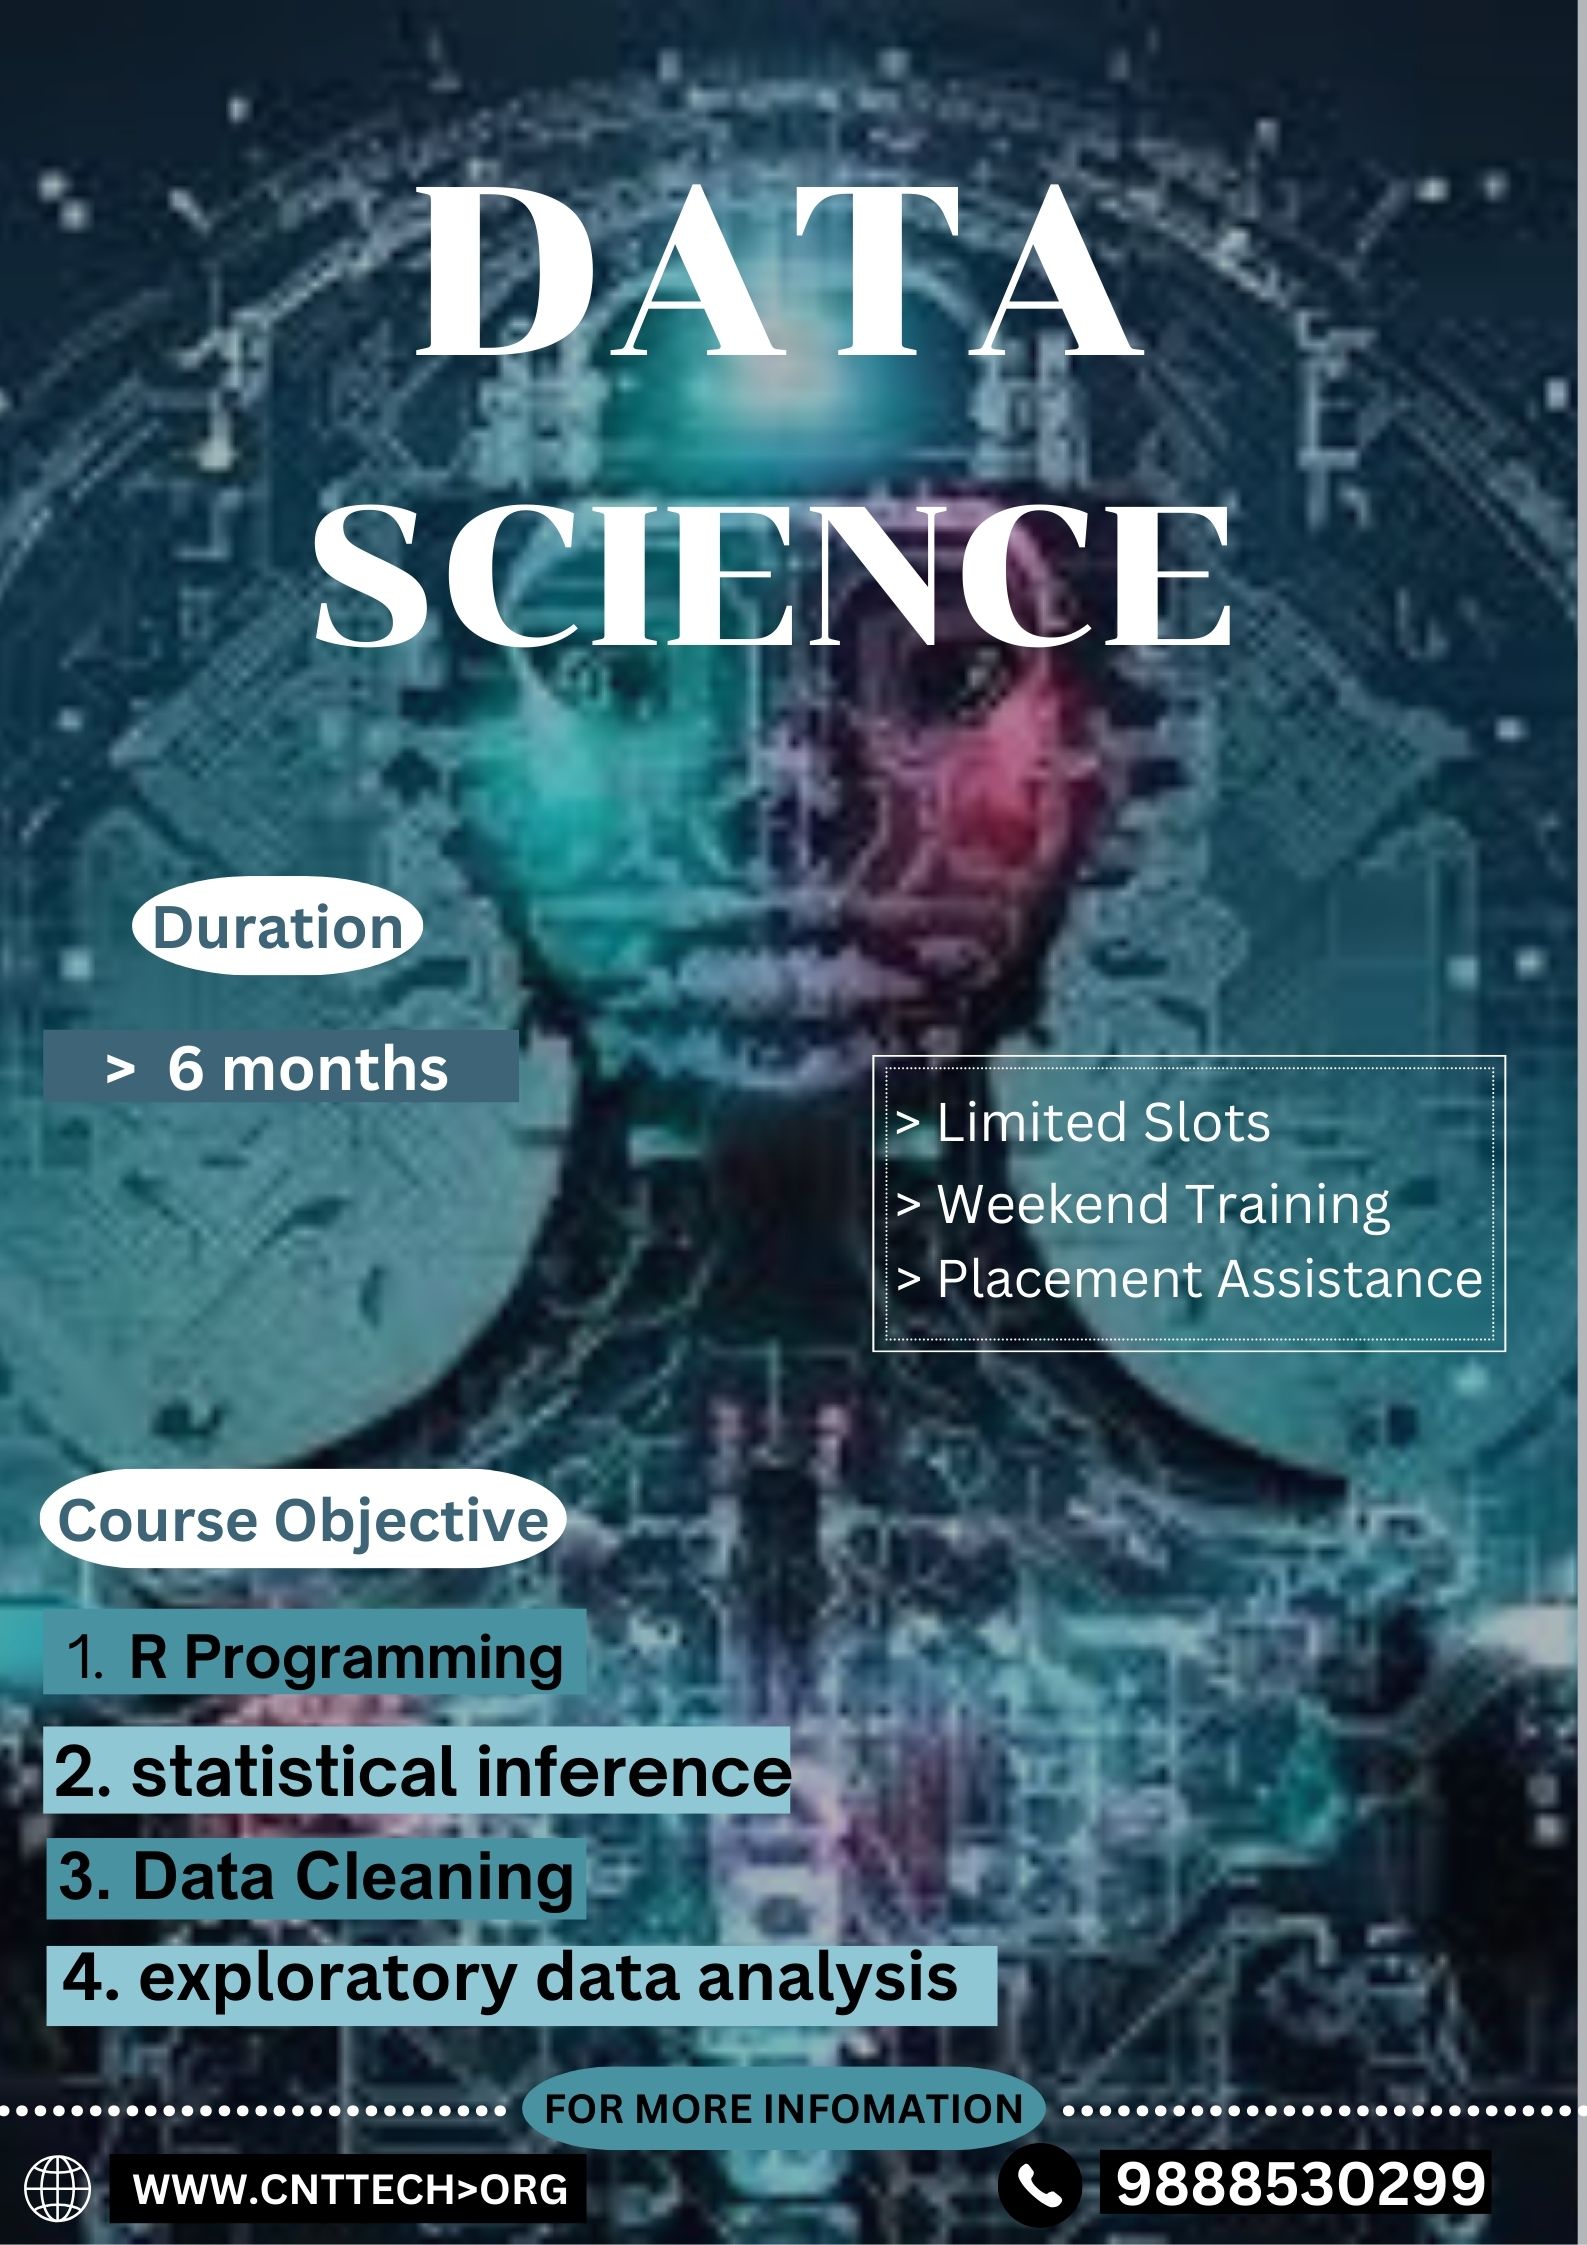 DATA
SCIENCE
Duration
> 6 months
> Limited Slots
> Weekend Training
> Placement Assistance
Course Objective
1. R Programming
2. statistical inference
3. Data Cleaning
4. exploratory data analysis
FOR MORE INFOMATION
WWW.CNTTECH>ORG
9888530299